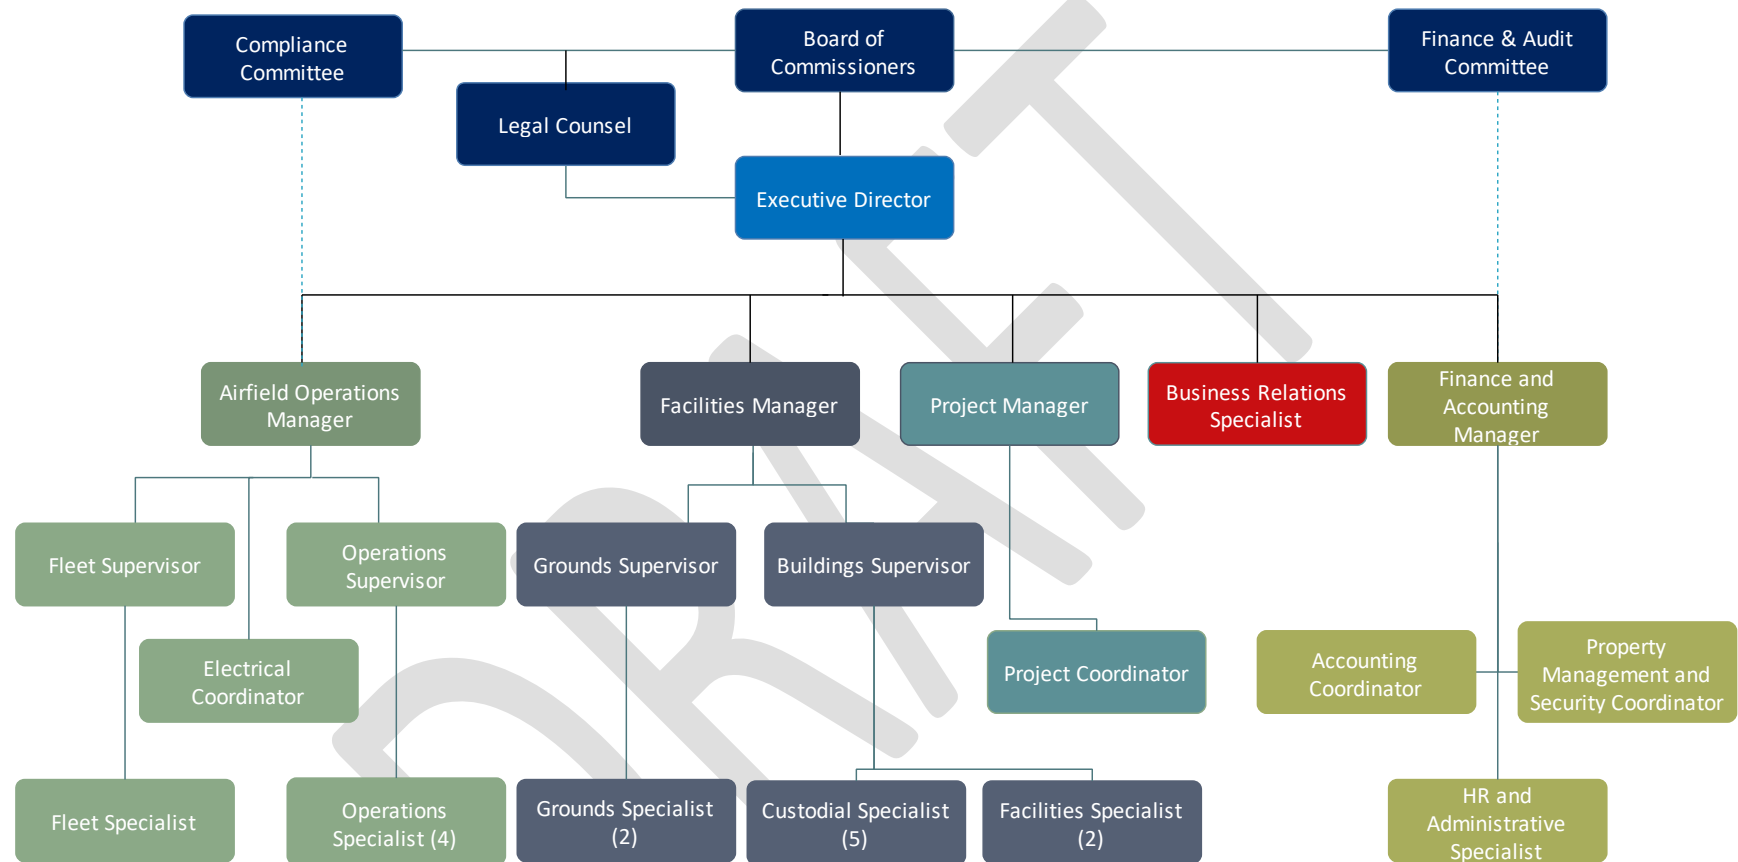 Compliance
Committee
Board of
Commissioners
Finance & Audit
Committee
Legal Counsel
Executive Director
Airfield Operations
Manager
Facilities Manager
Project Manager
Business Relations
Specialist
Finance and
Accounting
Manager
Fleet Supervisor
Operations
Supervisor
Grounds Supervisor
Buildings Supervisor
Electrical
Coordinator
Project Coordinator
Accounting
Coordinator
Property
Management and
Security Coordinator
Fleet Specialist
Operations
Specialist (4)
Grounds Specialist
(2)
Custodial Specialist
(5)
Facilities Specialist
(2)
HR and
Administrative
Specialist
DRAFT